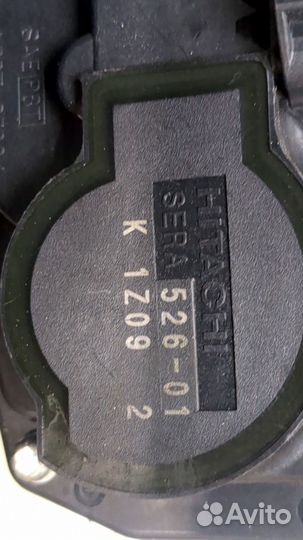 HITACHI
SERA 526-01
K 1Z09 2
SAE PBT
Avito